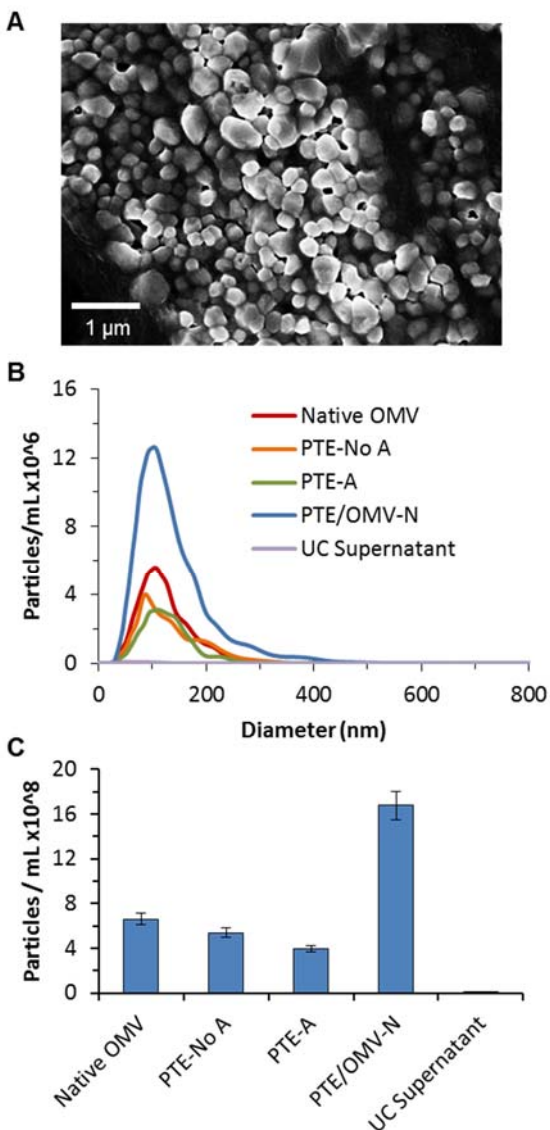 A
1 µm
B
16
12
8
4
0
Particles/mL x10^6
Native OMV
PTE-No A
PTE-A
PTE/OMV-N
UC Supernatant
0 200 400 600 800
Diameter (nm)
C
20
16
12
8
4
0
Particles / mL x10^8
Native OMV
PTE-No A
PTE-A
PTE/OMV-N
UC Supernatant